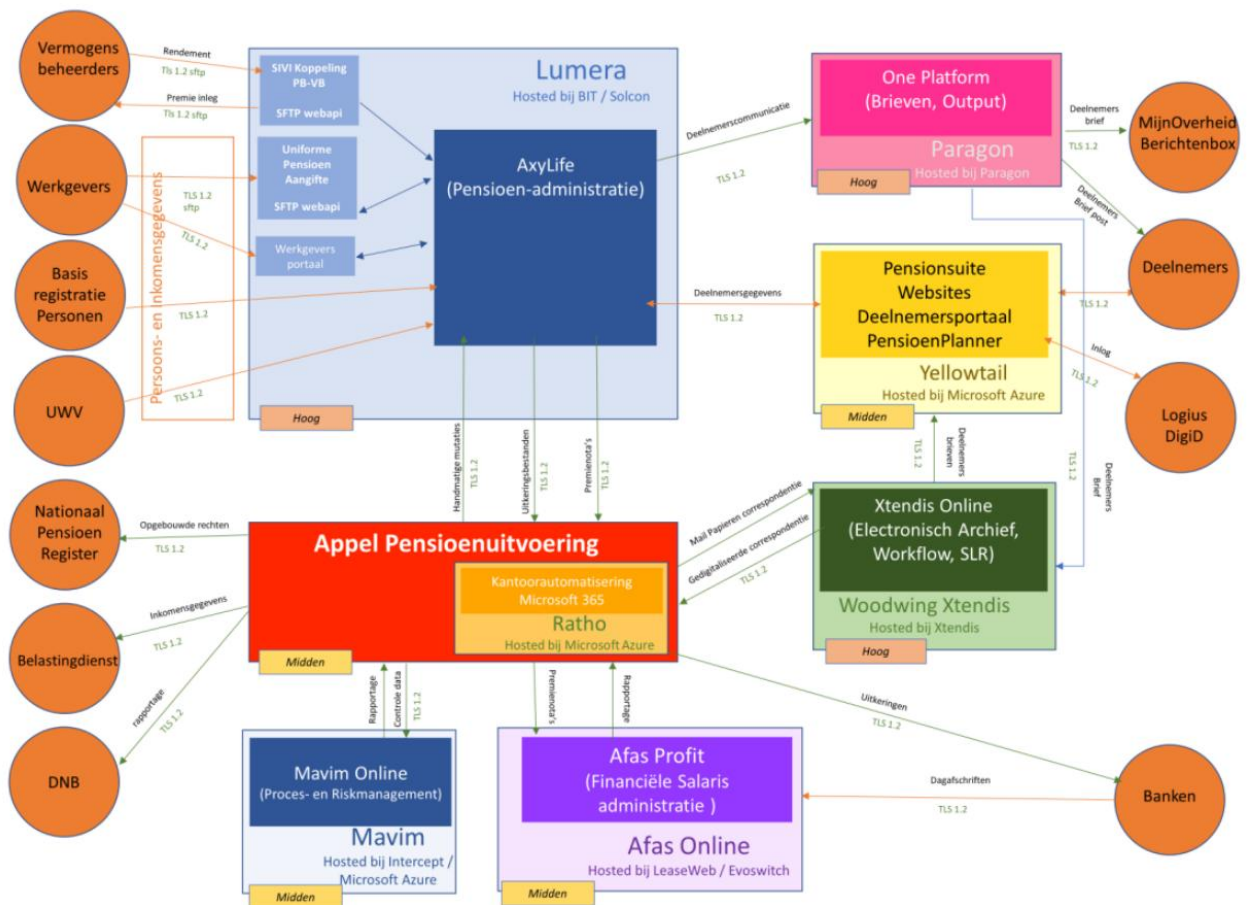 Vermogens
beheerders
Rendement
Tls 1.2 sftp
Premie inleg
Tls 1.2 sftp
Werkgevers
TLS 1.2
sftp
TLS 1.2
Basis
registratie
Personen
TLS 1.2
UWV
TLS 1.2
Persoons- en Inkomensgegevens
SIVI Koppeling
PB-VB
SFTP webapi
Uniforme
Pensioen
Aangifte
SFTP webapi
Werkgevers
portaal
Lumera
Hosted bij BIT / Solcon
AxyLife
(Pensioen-administratie)
Hoog
Deelnemerscommunicatie
TLS 1.2
One Platform
(Brieven, Output)
Paragon
Hosted bij Paragon
Hoog
Deelnemers
brief
TLS 1.2
MijnOverheid
Berichtenbox
Deelnemers
Brief post
TLS 1.2
Deelnemers
Deelnemersgegevens
TLS 1.2
Pensionsuite
Websites
Deelnemersportaal
PensioenPlanner
Yellowtail
Hosted bij Microsoft Azure
Midden
TLS 1.2
Inlog
TLS 1.2
Logius
DigiD
TLS 1.2
Deelnemers
Brief
Deelnemers
brieven
TLS 1.2
Handmatige mutaties
TLS 1.2
Uitkeringsbestanden
TLS 1.2
Premienota's
TLS 1.2
Nationaal
Pensioen
Register
Opgebouwde rechten
TLS 1.2
Appel Pensioenuitvoering
Kantoorautomatisering
Microsoft 365
Ratho
Hosted bij Microsoft Azure
Midden
Mail Papieren correspondentie
Gedigitaliseerde correspondentie
TLS 1.2
Xtendis Online
(Electronisch Archief,
Workflow, SLR)
Woodwing Xtendis
Hosted bij Xtendis
Hoog
Inkomensgegevens
TLS 1.2
Belastingdienst
rapportage
TLS 1.2
DNB
Rapportage
Controle data
TLS 1.2
Premienota's
Rapportage
Uitkeringen
TLS 1.2
Mavim Online
(Proces- en Riskmanagement)
Mavim
Hosted bij Intercept /
Microsoft Azure
Midden
Afas Profit
(Financiële Salaris
administratie )
Afas Online
Hosted bij LeaseWeb / Evoswitch
Midden
Dagafschriften
TLS 1.2
Banken